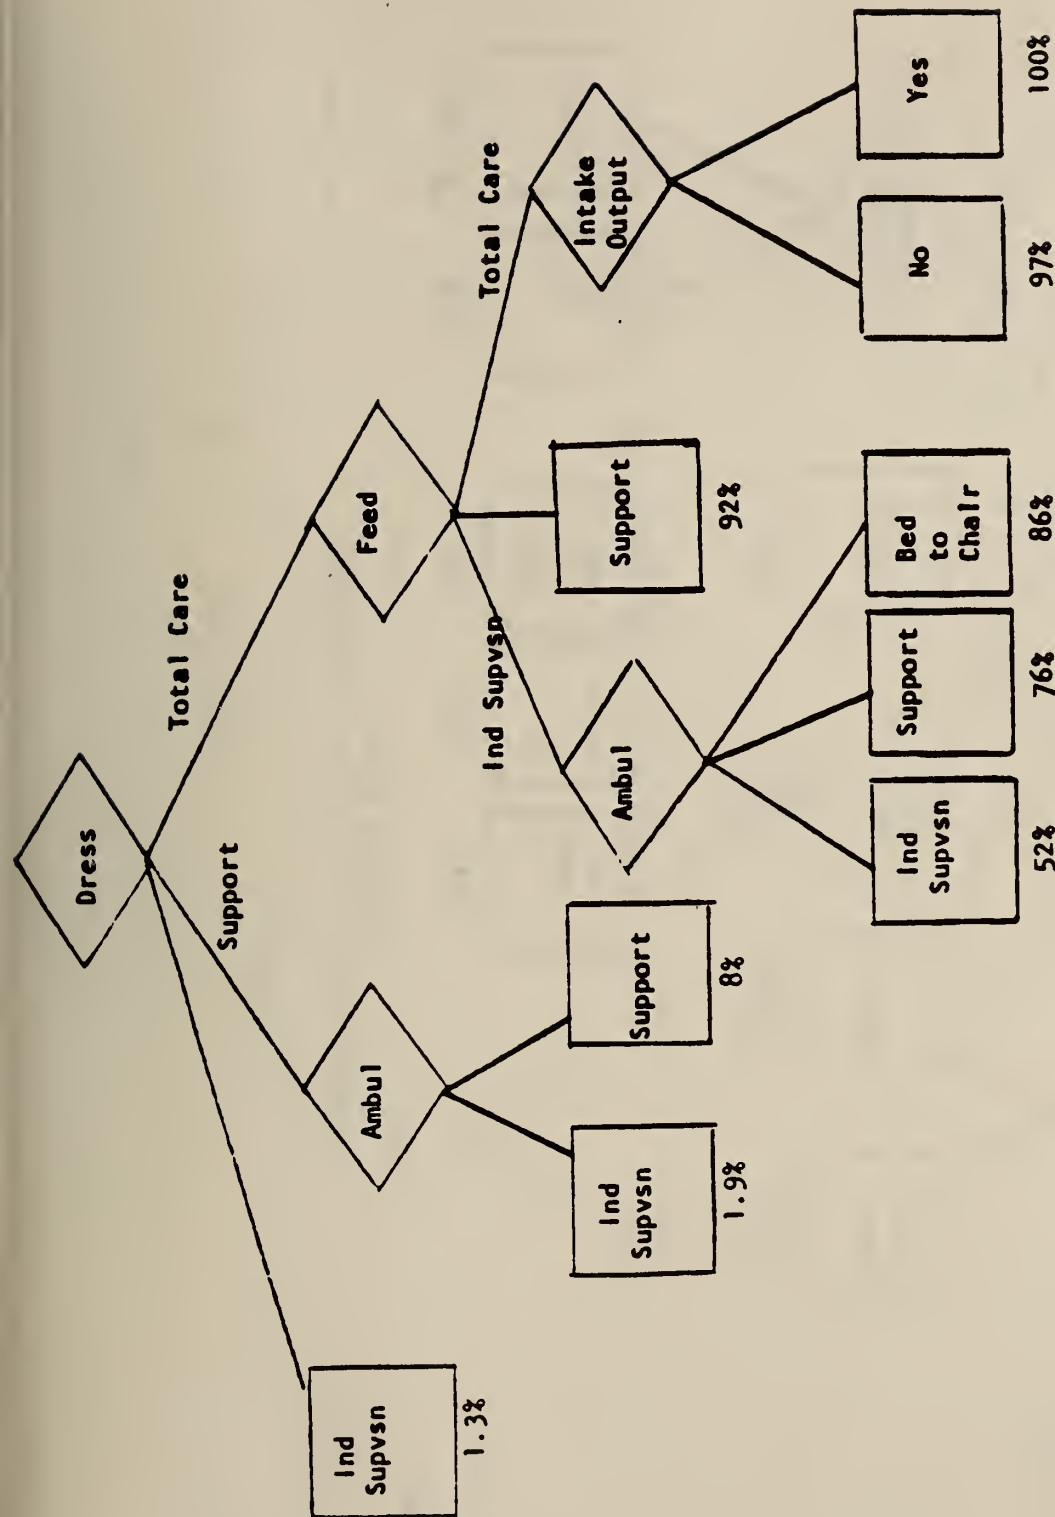 Dress
Support
Total Care
Ind
Supvsn
1.3%
Ambul
Feed
Ind Supvsn
Total Care
Ind
Supvsn
1.9%
Support
8%
Ambul
Support
92%
Intake
Output
Ind
Supvsn
52%
Support
76%
Bed
to
Chair
86%
No
97%
Yes
100%